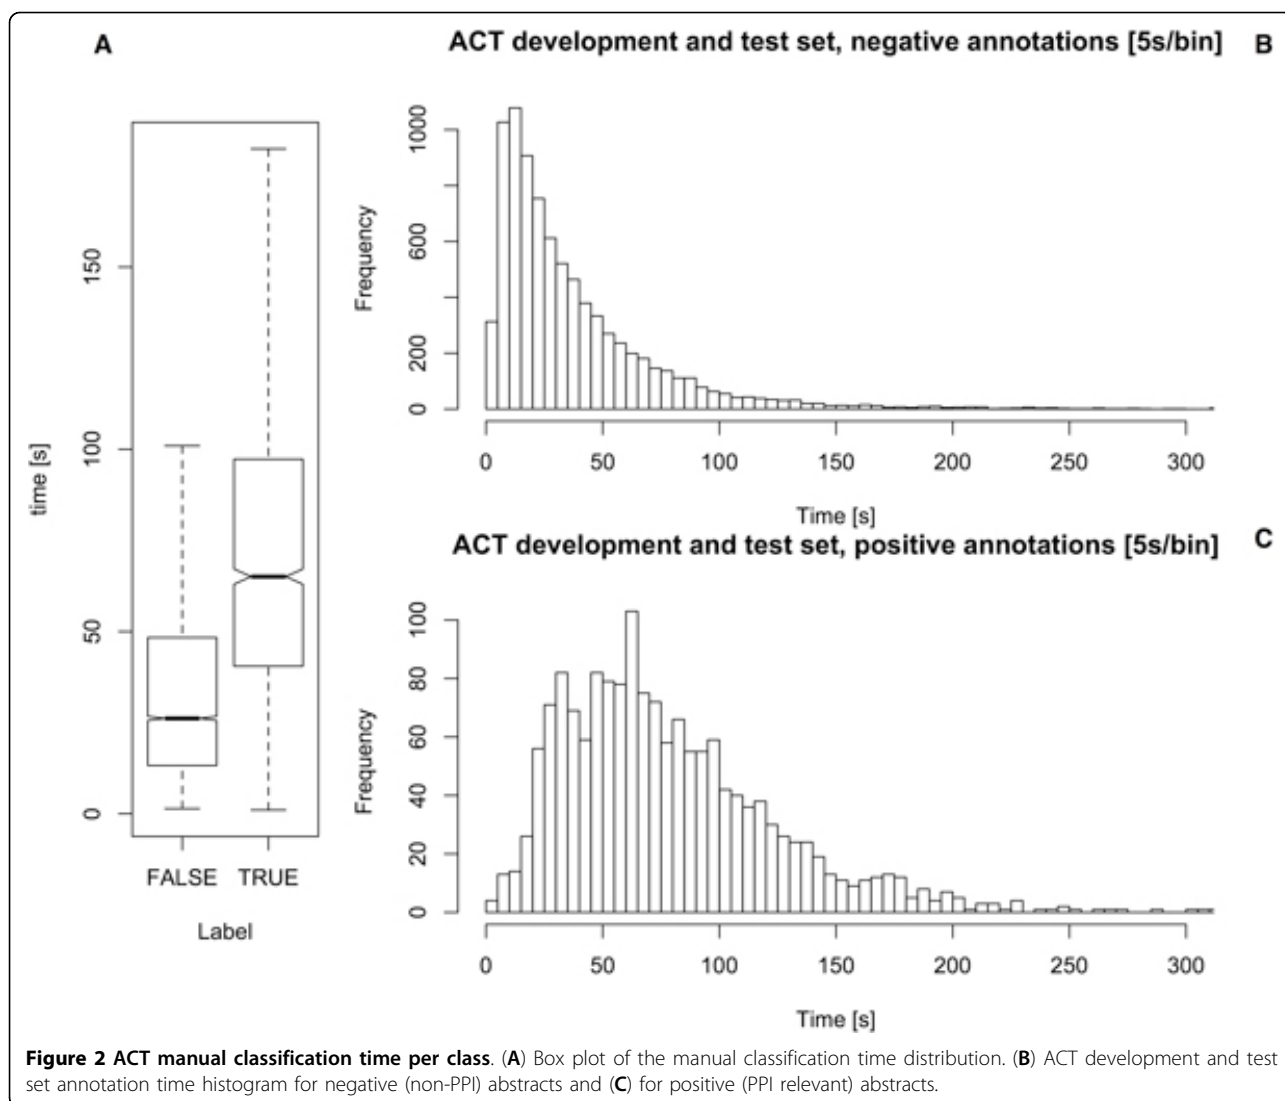 A
ACT development and test set, negative annotations [5s/bin]
B
1000
600
200
0
Frequency
0 50 100 150 200 250 300
Time [s]
150
100
50
0
time [s]
FALSE TRUE
Label
ACT development and test set, positive annotations [5s/bin]
C
100
80
60
40
20
0
Frequency
0 50 100 150 200 250 300
Time [s]
Figure 2 ACT manual classification time per class. (A) Box plot of the manual classification time distribution. (B) ACT development and test
set annotation time histogram for negative (non-PPI) abstracts and (C) for positive (PPI relevant) abstracts.